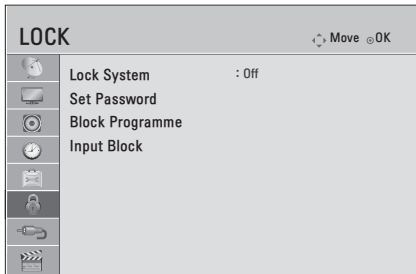 LOCK
Move OK
Lock System : Off
Set Password
Block Programme
Input Block